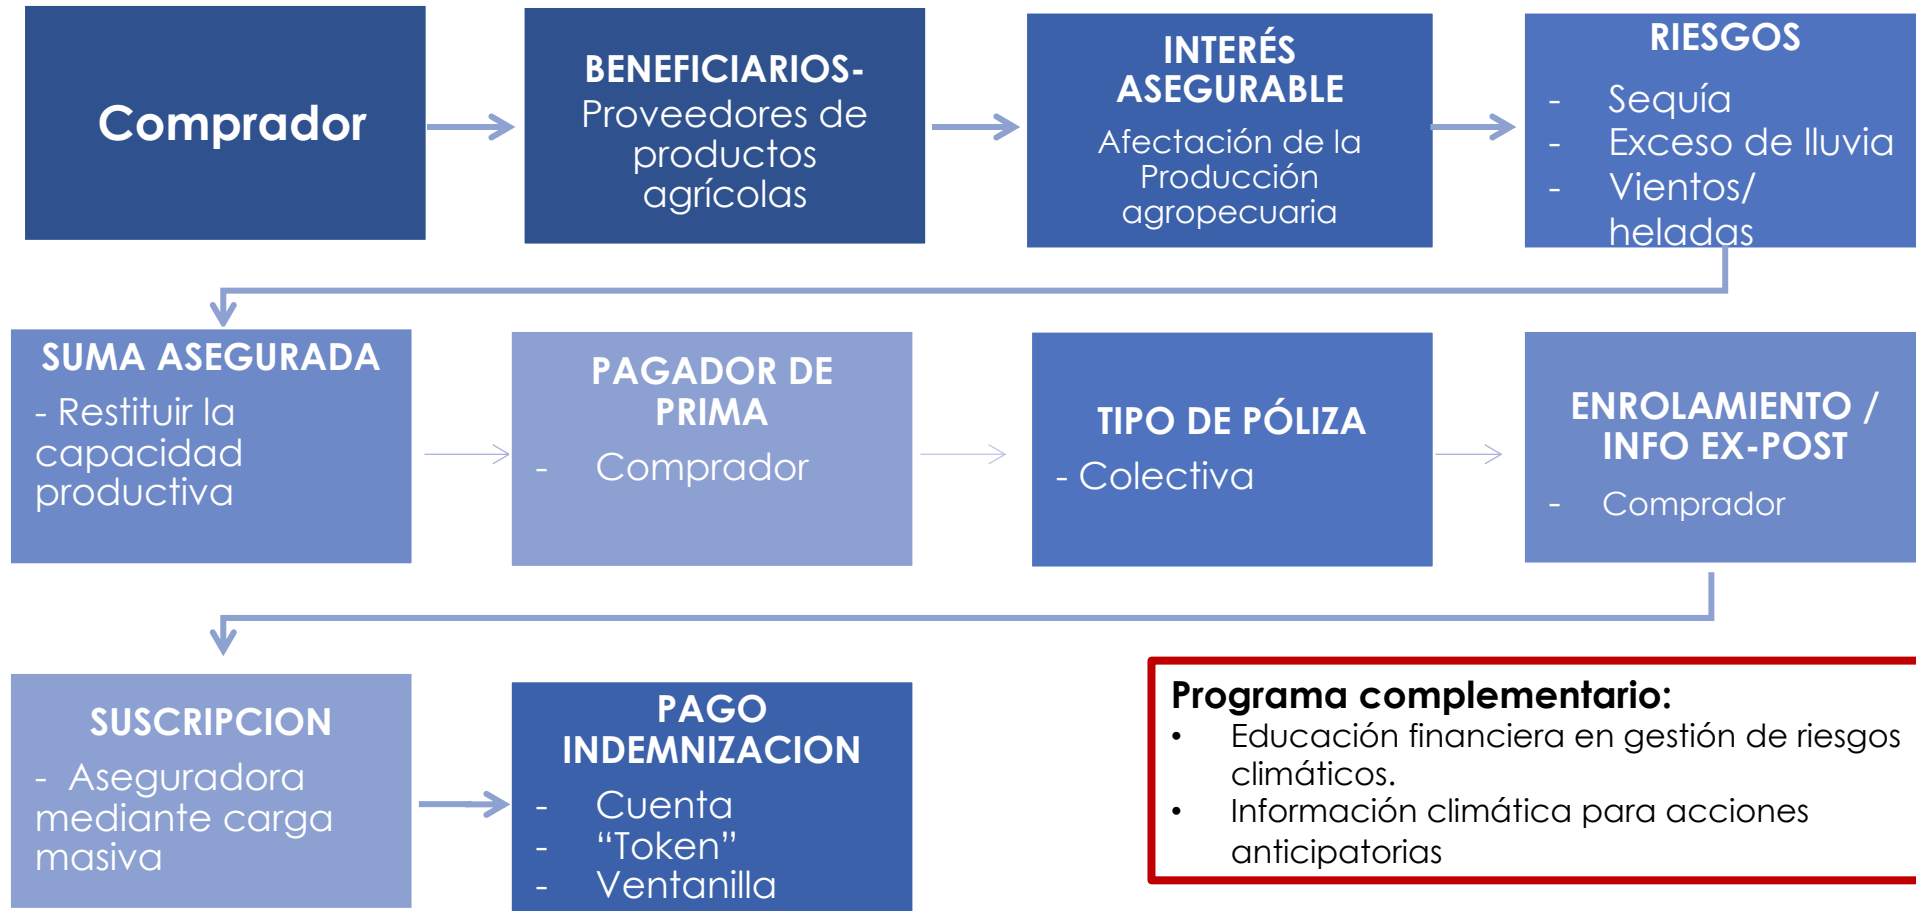 Comprador
BENEFICIARIOS-
Proveedores de
productos
agrícolas
INTERÉS
ASEGURABLE
Afectación de la
Producción
agropecuaria
RIESGOS
- Sequía
- Exceso de lluvia
- Vientos/
heladas
SUMA ASEGURADA
- Restituir la
capacidad
productiva
PAGADOR DE
PRIMA
- Comprador
TIPO DE PÓLIZA
- Colectiva
ENROLAMIENTO /
INFO EX-POST
- Comprador
SUSCRIPCION
- Aseguradora
mediante carga
masiva
PAGO
INDEMNIZACION
- Cuenta
- “Token”
- Ventanilla
Programa complementario:
• Educación financiera en gestión de riesgos
climáticos.
• Información climática para acciones
anticipatorias